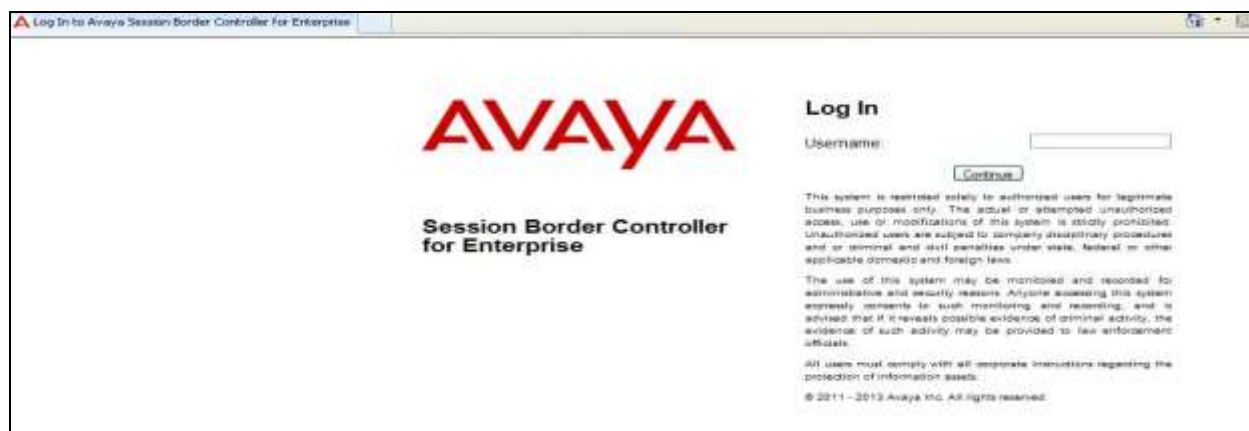 Log In to Avaya Session Border Controller for Enterprise
AVAYA
Session Border Controller
for Enterprise
Log In
Username:
Continue
This system is restricted solely to authorized users for legitimate
business purposes only. The actual or attempted unauthorized
access, use or modifications of this system is strictly prohibited.
Unauthorized users are subject to company disciplinary procedures
and or criminal and civil penalties under state, federal or other
applicable domestic and foreign laws.
The use of this system may be monitored and recorded for
administrative and security reasons. Anyone accessing this system
expressly consents to such monitoring and recording, and is
advised that if it reveals possible evidence of criminal activity, the
evidence of such activity may be provided to law enforcement
officials.
All users must comply with all corporate instructions regarding the
protection of information assets.
© 2011 - 2013 Avaya Inc. All rights reserved.